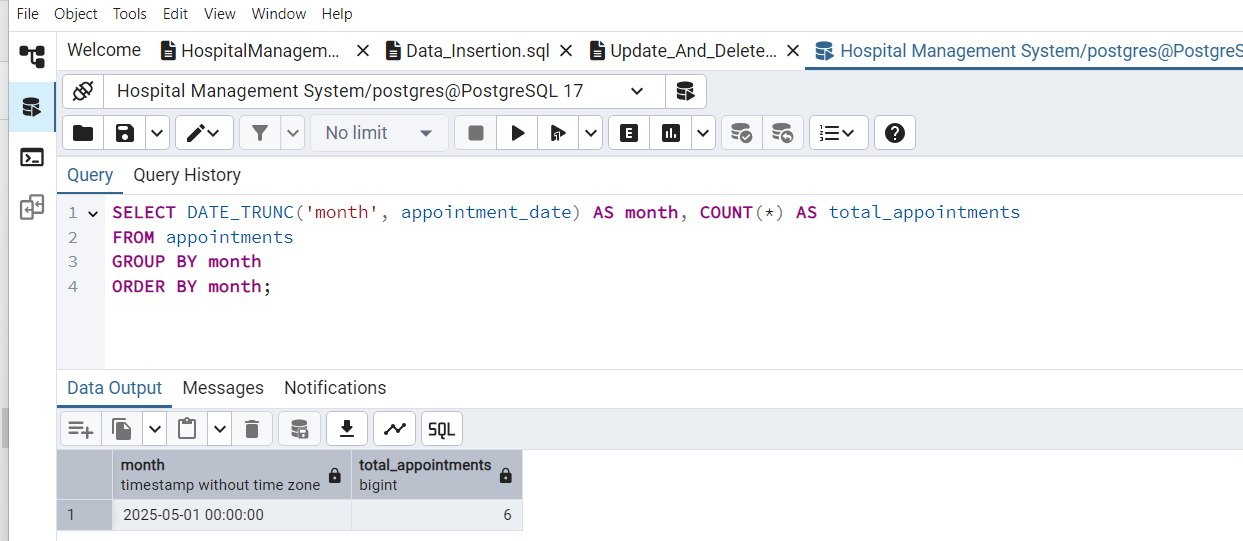 File Object Tools Edit View Window Help
Welcome HospitalManagem... Data_Insertion.sql Update_And_Delete... Hospital Management System/postgres@PostgreS
Hospital Management System/postgres@PostgreSQL 17
No limit
E
Query Query History
1 SELECT DATE_TRUNC('month', appointment_date) AS month, COUNT(*) AS total_appointments
2 FROM appointments
3 GROUP BY month
4 ORDER BY month;
Data Output Messages Notifications
SQL
month total_appointments
timestamp without time zone bigint
1 2025-05-01 00:00:00 6